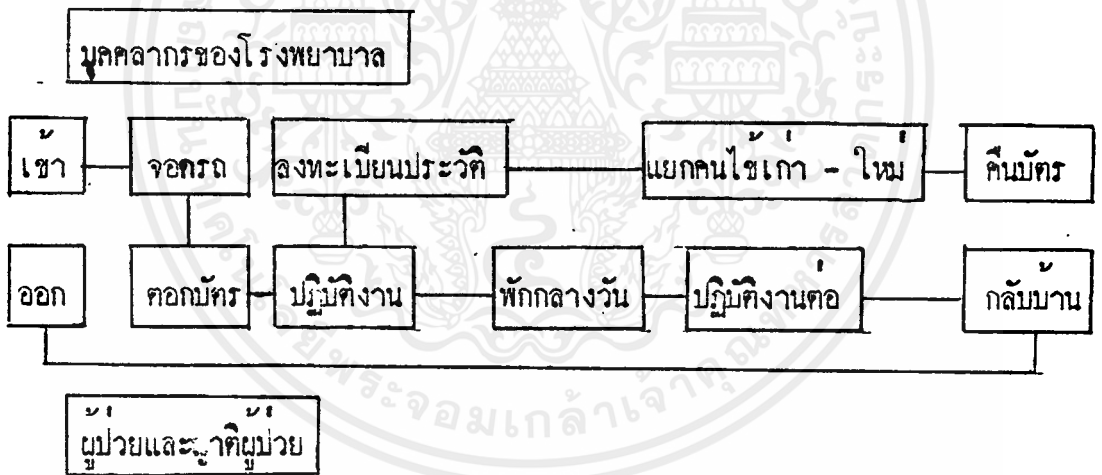 บุคคลากรของโรงพยาบาล
เข้า จอดรถ ลงทะเบียนประวัติ แยกคนไข้เก่า - ใหม่ คืนบัตร
ออก ตอกบัตร ปฏิบัติงาน พักกลางวัน ปฏิบัติงานต่อ กลับบ้าน
ผู้ป่วยและญาติผู้ป่วย